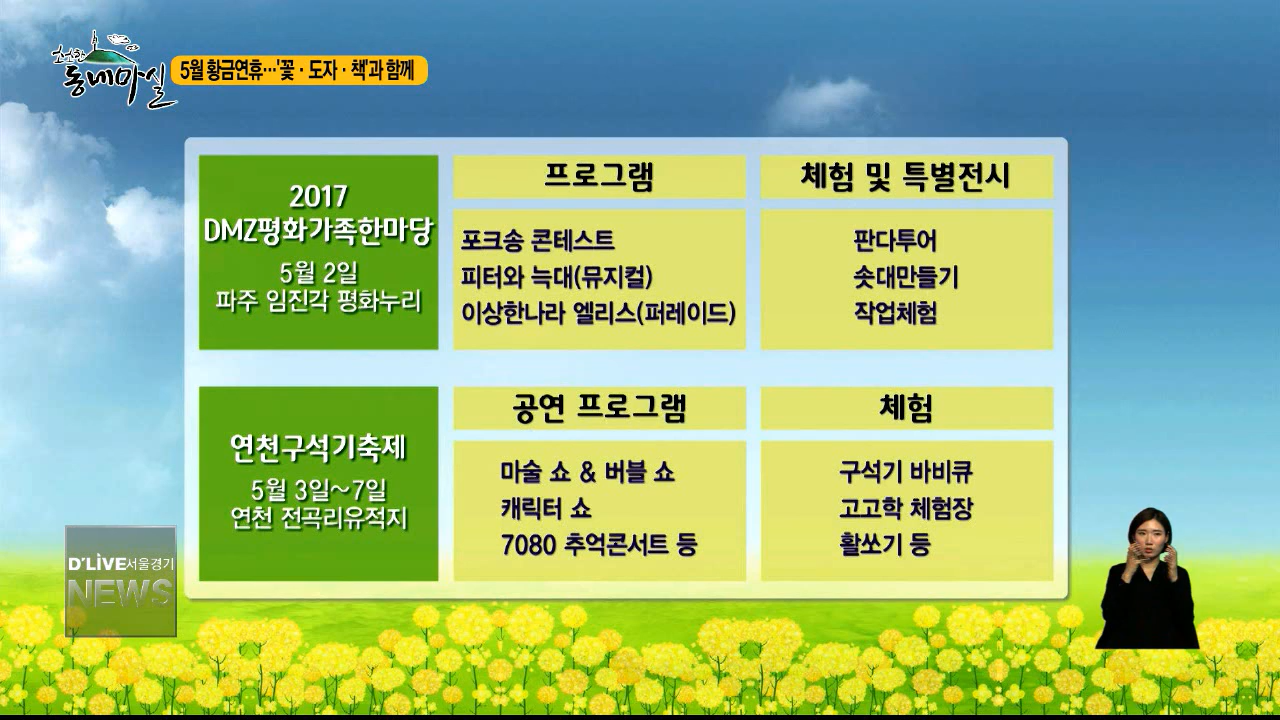 동네마실
5월 황금연휴…'꽃·도자·책'과 함께
2017
DMZ평화가족한마당
5월 2일
파주 임진각 평화누리
프로그램
포크송 콘테스트
피터와 늑대(뮤지컬)
이상한나라 엘리스(퍼레이드)
체험 및 특별전시
판다투어
솟대만들기
작업체험
연천구석기축제
5월 3일~7일
연천 전곡리유적지
공연 프로그램
마술 쇼 & 버블 쇼
캐릭터 쇼
7080 추억콘서트 등
체험
구석기 바비큐
고고학 체험장
활쏘기 등
D'LIVE서울경기
NEWS